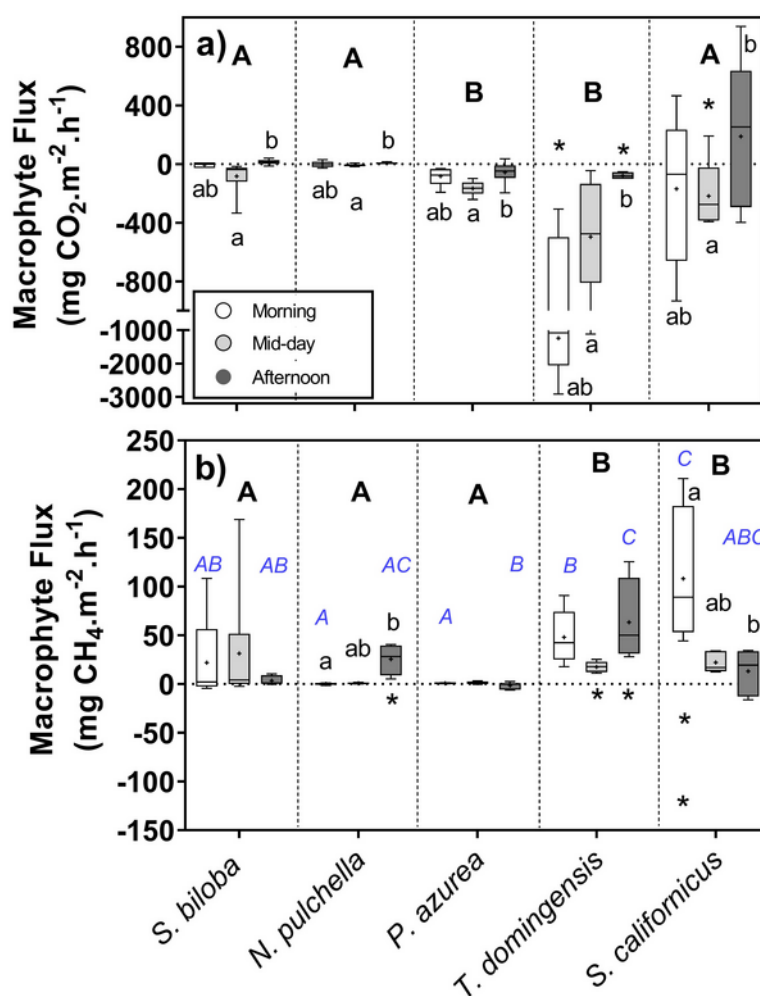 a)
A A B B A
Macrophyte Flux
(mg CO₂.m⁻².h⁻¹)
800
400
0
-400
-800
-1000
-2000
-3000
ab a b
ab a b
ab a b
* ab a * b
ab * a b
Morning
Mid-day
Afternoon
b)
A A A B B
Macrophyte Flux
(mg CH₄.m⁻².h⁻¹)
250
200
150
100
50
0
-50
-100
-150
AB AB
A AC
a ab b
*
A B
B C
* *
C ABC
a ab b
*
*
S. biloba
N. pulchella
P. azurea
T. domingensis
S. californicus